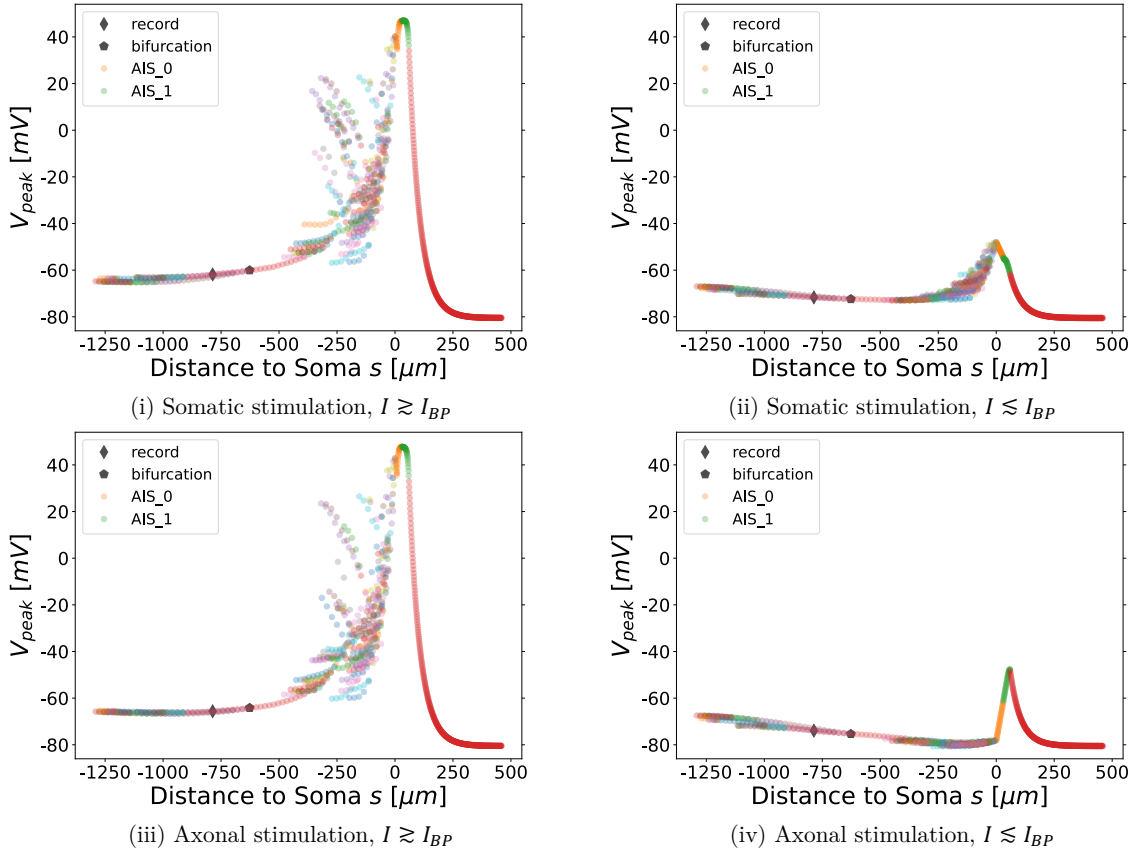 record
bifurcation
AIS_0
AIS_1
V_peak [mV]
40
20
0
-20
-40
-60
-80
-1250 -1000 -750 -500 -250 0 250 500
Distance to Soma s [μm]
(i) Somatic stimulation, I ≳ I_BP
record
bifurcation
AIS_0
AIS_1
V_peak [mV]
40
20
0
-20
-40
-60
-80
-1250 -1000 -750 -500 -250 0 250 500
Distance to Soma s [μm]
(ii) Somatic stimulation, I ≲ I_BP
record
bifurcation
AIS_0
AIS_1
V_peak [mV]
40
20
0
-20
-40
-60
-80
-1250 -1000 -750 -500 -250 0 250 500
Distance to Soma s [μm]
(iii) Axonal stimulation, I ≳ I_BP
record
bifurcation
AIS_0
AIS_1
V_peak [mV]
40
20
0
-20
-40
-60
-80
-1250 -1000 -750 -500 -250 0 250 500
Distance to Soma s [μm]
(iv) Axonal stimulation, I ≲ I_BP